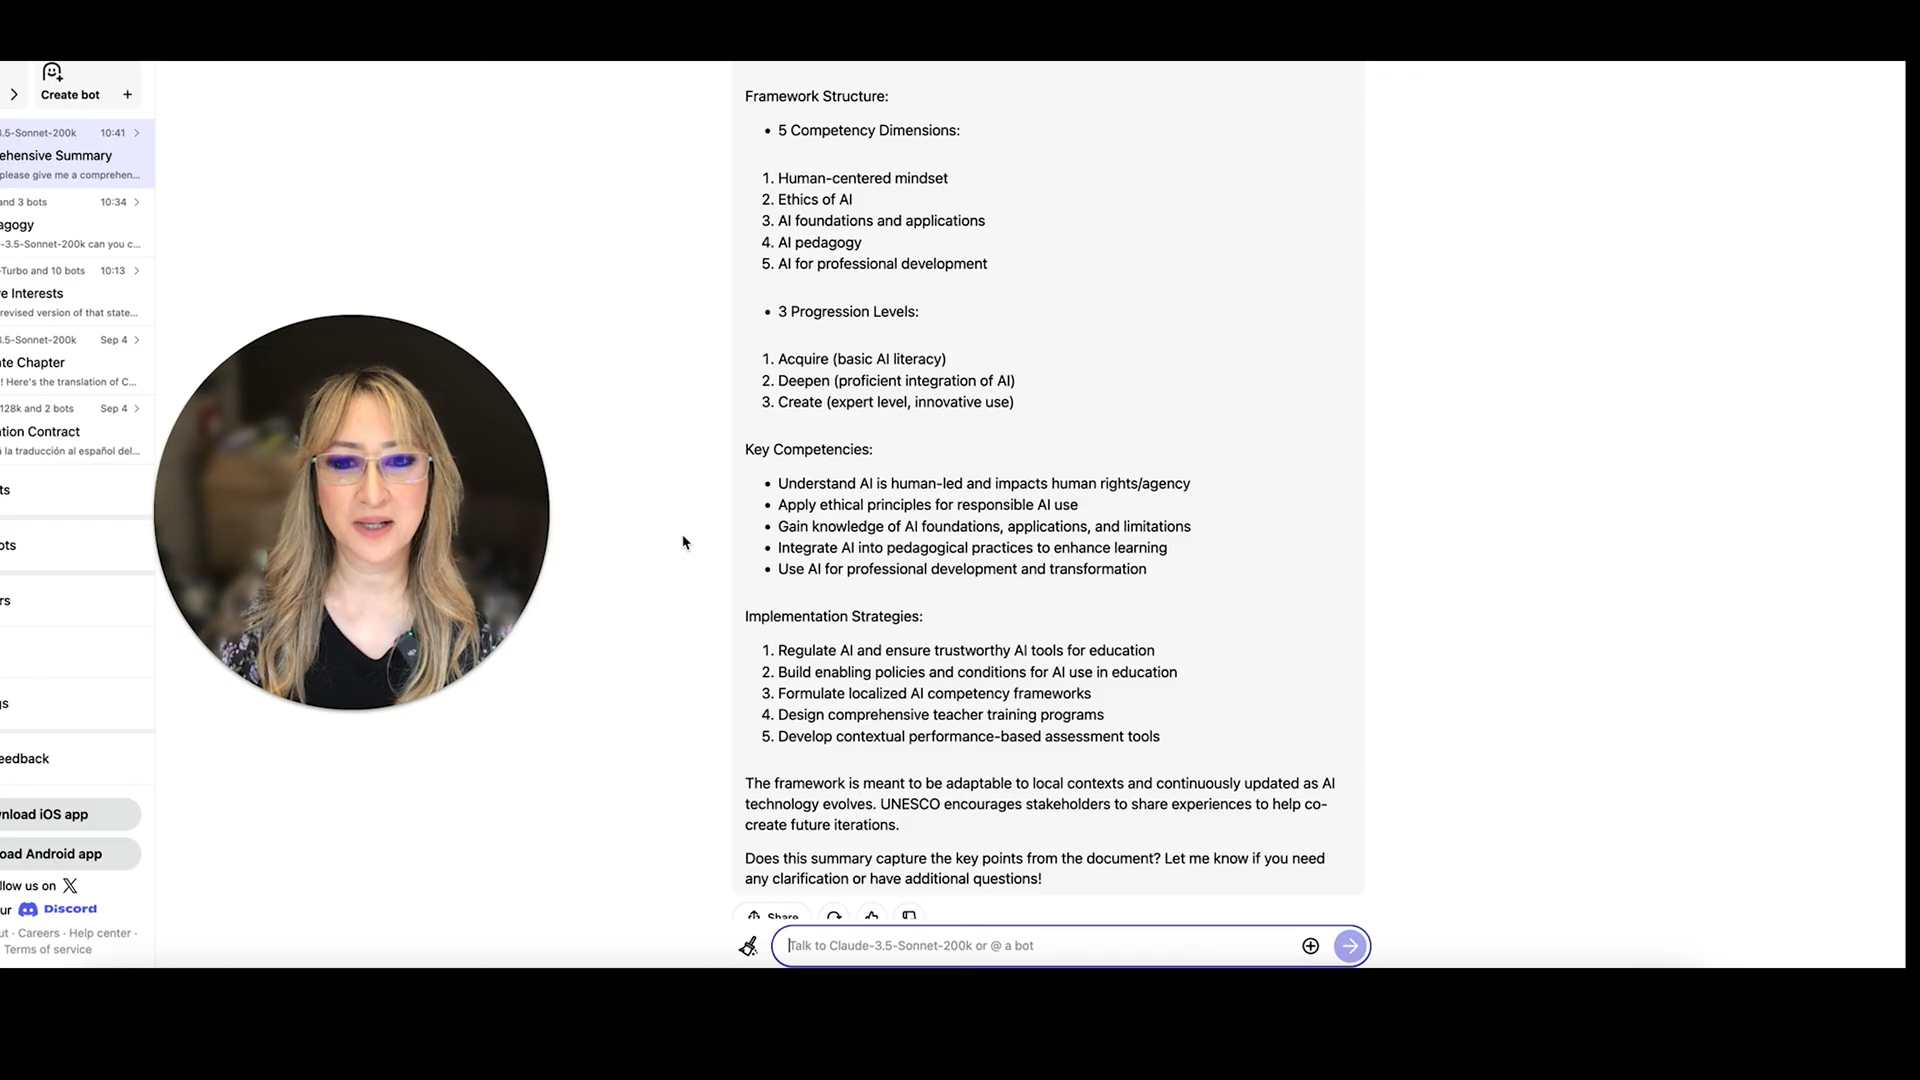 Create bot +
3.5-Sonnet-200k 10:41
ehensive Summary
please give me a comprehen...
and 3 bots 10:34
agogy
-3.5-Sonnet-200k can you c...
-Turbo and 10 bots 10:13
e Interests
revised version of that state...
3.5-Sonnet-200k Sep 4
te Chapter
! Here's the translation of C...
128k and 2 bots Sep 4
tion Contract
á la traducción al español del...
ts
ots
rs
gs
eedback
nload iOS app
oad Android app
llow us on X
ur Discord
ut · Careers · Help center ·
Terms of service
Framework Structure:
• 5 Competency Dimensions:
1. Human-centered mindset
2. Ethics of AI
3. AI foundations and applications
4. AI pedagogy
5. AI for professional development
• 3 Progression Levels:
1. Acquire (basic AI literacy)
2. Deepen (proficient integration of AI)
3. Create (expert level, innovative use)
Key Competencies:
• Understand AI is human-led and impacts human rights/agency
• Apply ethical principles for responsible AI use
• Gain knowledge of AI foundations, applications, and limitations
• Integrate AI into pedagogical practices to enhance learning
• Use AI for professional development and transformation
Implementation Strategies:
1. Regulate AI and ensure trustworthy AI tools for education
2. Build enabling policies and conditions for AI use in education
3. Formulate localized AI competency frameworks
4. Design comprehensive teacher training programs
5. Develop contextual performance-based assessment tools
The framework is meant to be adaptable to local contexts and continuously updated as AI
technology evolves. UNESCO encourages stakeholders to share experiences to help co-
create future iterations.
Does this summary capture the key points from the document? Let me know if you need
any clarification or have additional questions!
Share
Talk to Claude-3.5-Sonnet-200k or @ a bot